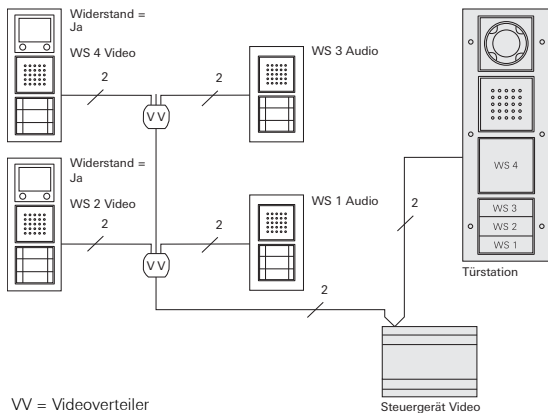 Widerstand =
Ja
WS 4 Video
2
2
WS 3 Audio
VV
Widerstand =
Ja
WS 2 Video
2
2
WS 1 Audio
VV
2
2
WS 4
WS 3
WS 2
WS 1
Türstation
Steuergerät Video
VV = Videoverteiler